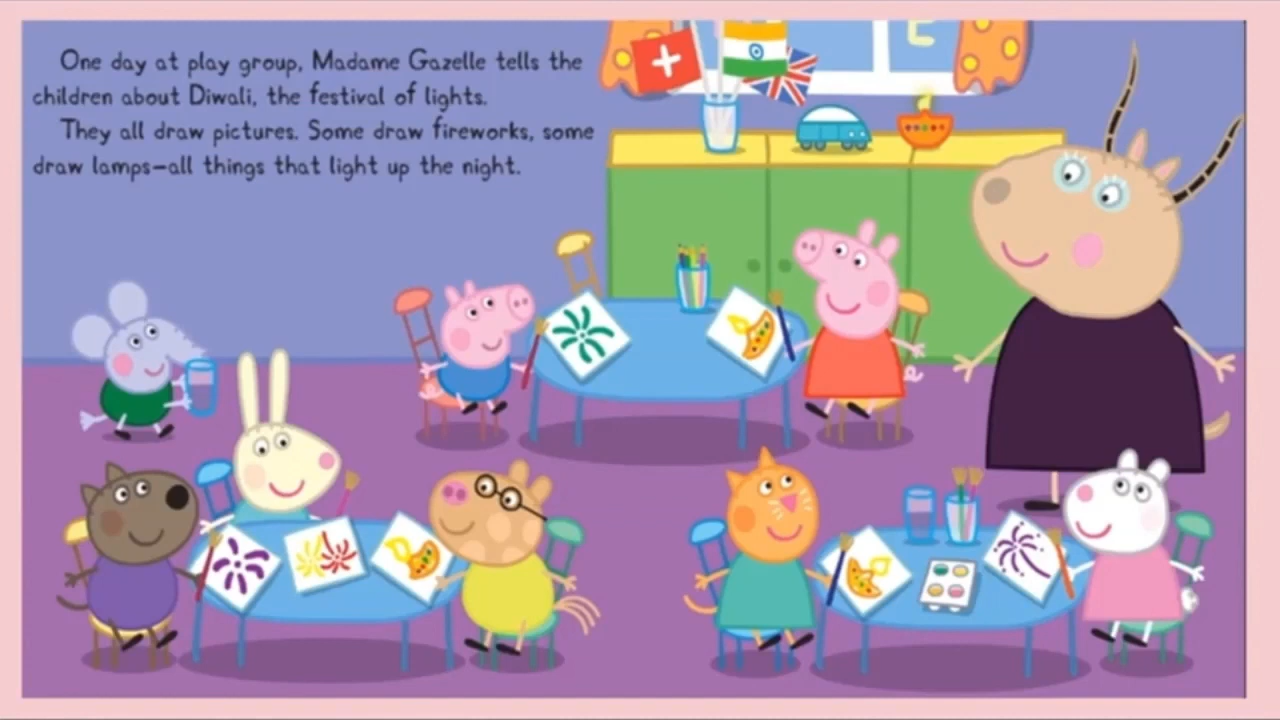 One day at play group, Madame Gazelle tells the
children about Diwali, the festival of lights.
They all draw pictures. Some draw fireworks, some
draw lamps—all things that light up the night.